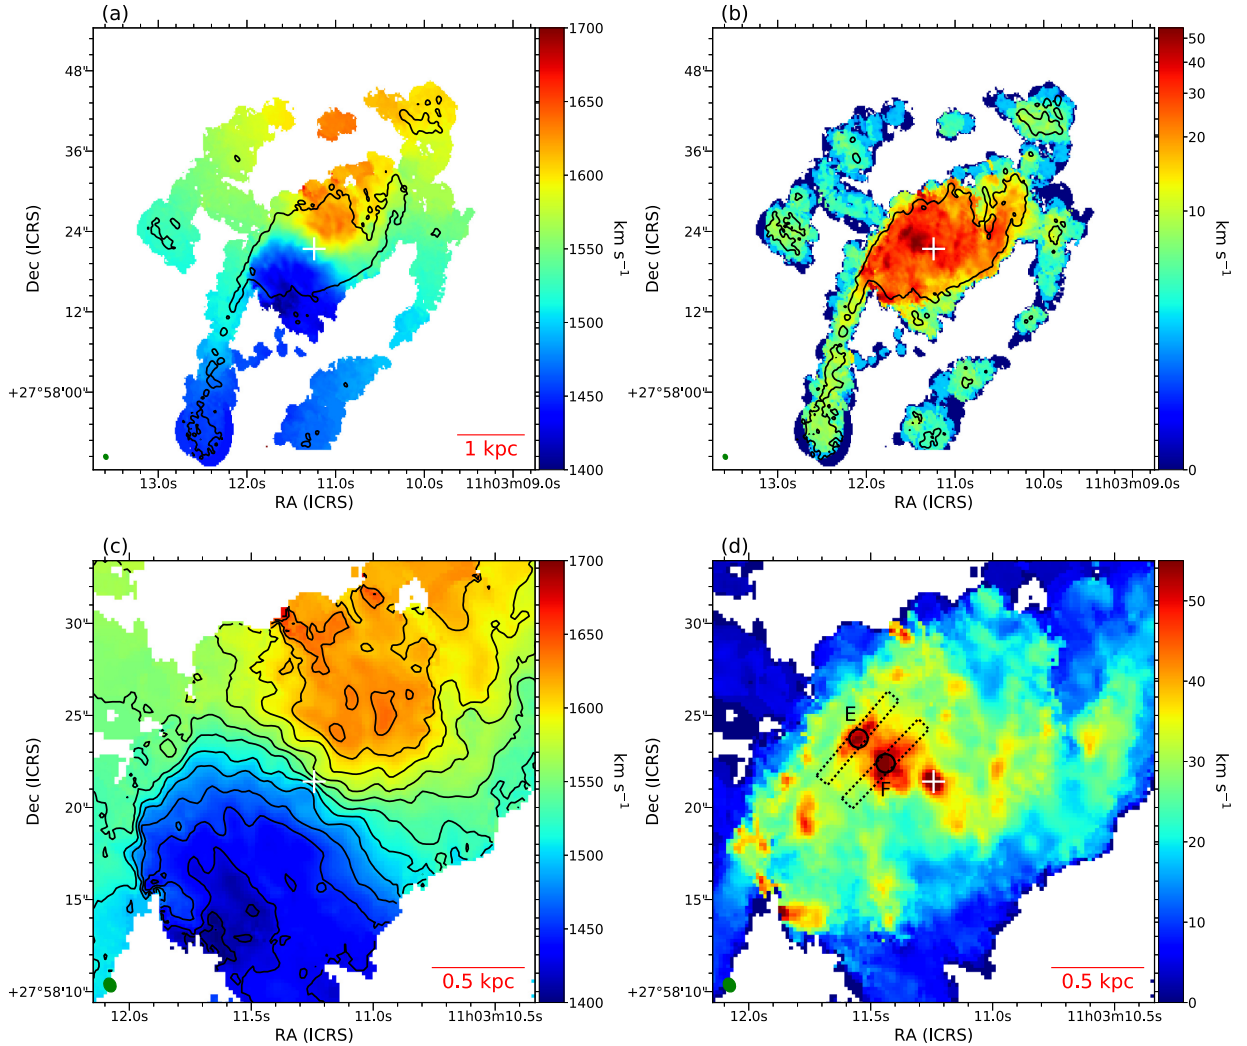 (a)
48"
36"
24"
12"
+27°58'00"
Dec (ICRS)
13.0s 12.0s 11.0s 10.0s 11h03m09.0s
RA (ICRS)
1 kpc
1700
1650
1600
1550
1500
1450
1400
km s⁻¹
(b)
48"
36"
24"
12"
+27°58'00"
Dec (ICRS)
13.0s 12.0s 11.0s 10.0s 11h03m09.0s
RA (ICRS)
50
40
30
20
10
0
km s⁻¹
(c)
30"
25"
20"
15"
+27°58'10"
Dec (ICRS)
12.0s 11.5s 11.0s 11h03m10.5s
RA (ICRS)
0.5 kpc
1700
1650
1600
1550
1500
1450
1400
km s⁻¹
(d)
30"
25"
20"
15"
+27°58'10"
Dec (ICRS)
E
F
12.0s 11.5s 11.0s 11h03m10.5s
RA (ICRS)
0.5 kpc
50
40
30
20
10
0
km s⁻¹